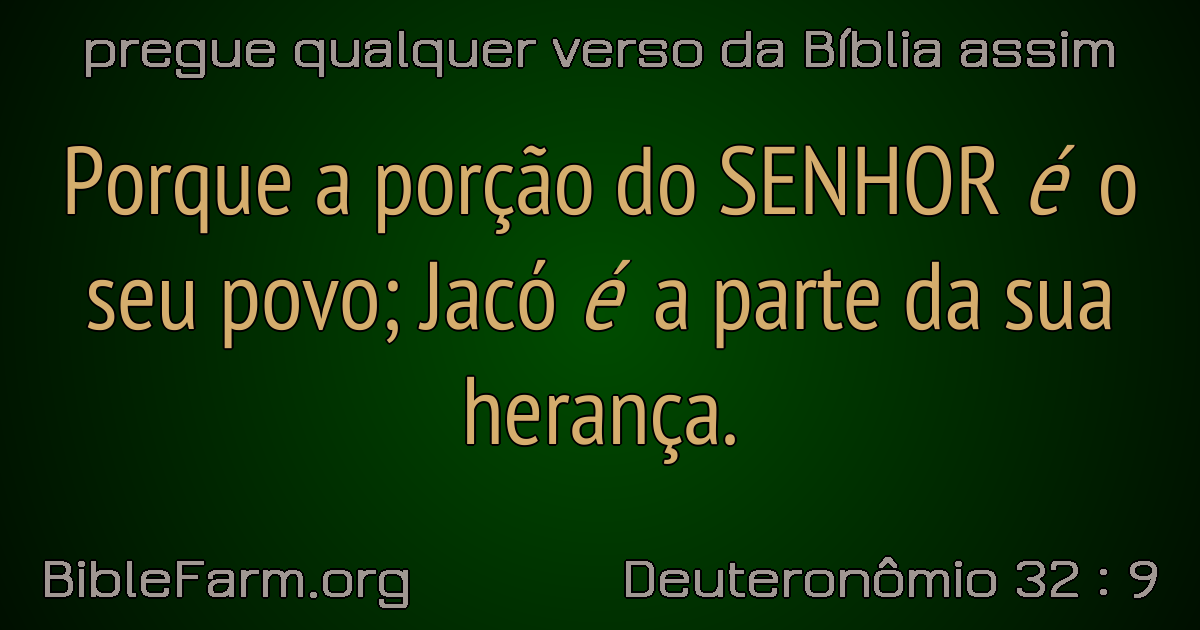 pregue qualquer verso da Bíblia assim
Porque a porção do SENHOR é o
seu povo; Jacó é a parte da sua
herança.
BibleFarm.org
Deuteronômio 32 : 9